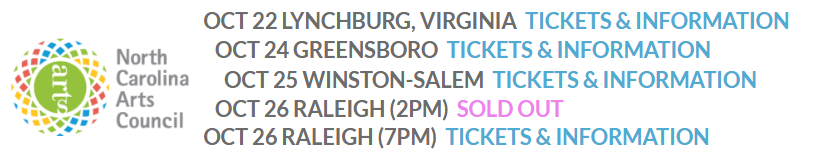 OCT 22 LYNCHBURG, VIRGINIA TICKETS & INFORMATION
OCT 24 GREENSBORO TICKETS & INFORMATION
OCT 25 WINSTON-SALEM TICKETS & INFORMATION
OCT 26 RALEIGH (2PM) SOLD OUT
OCT 26 RALEIGH (7PM) TICKETS & INFORMATION
arts
North
Carolina
Arts
Council